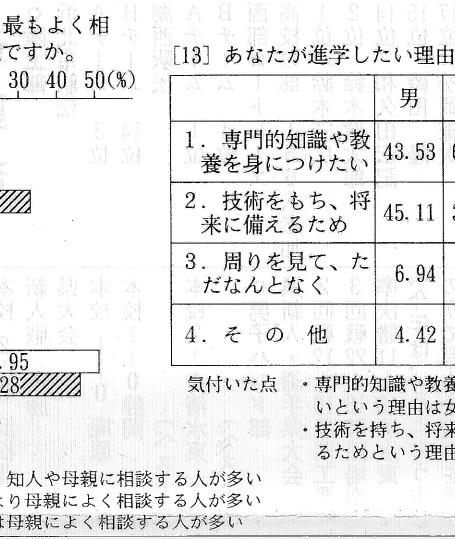 最もよく相
ですか。
30 40 50(%)
.95
28
知人や母親に相談する人が多い
より母親によく相談する人が多い
は母親によく相談する人が多い
[13] あなたが進学したい理由
男
1．専門的知識や教
養を身につけたい
43.53
2．技術をもち、将
来に備えるため
45.11
3．周りを見て、た
だなんとなく
6.94
4．そ の 他
4.42
気付いた点 ・専門的知識や教養
いという理由は女
・技術を持ち、将来
るためという理由